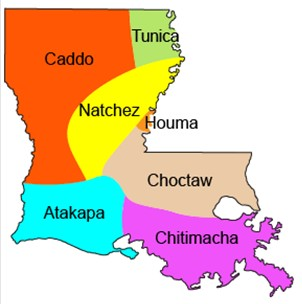 Tunica
Caddo
Natchez
Houma
Choctaw
Atakapa
Chitimacha